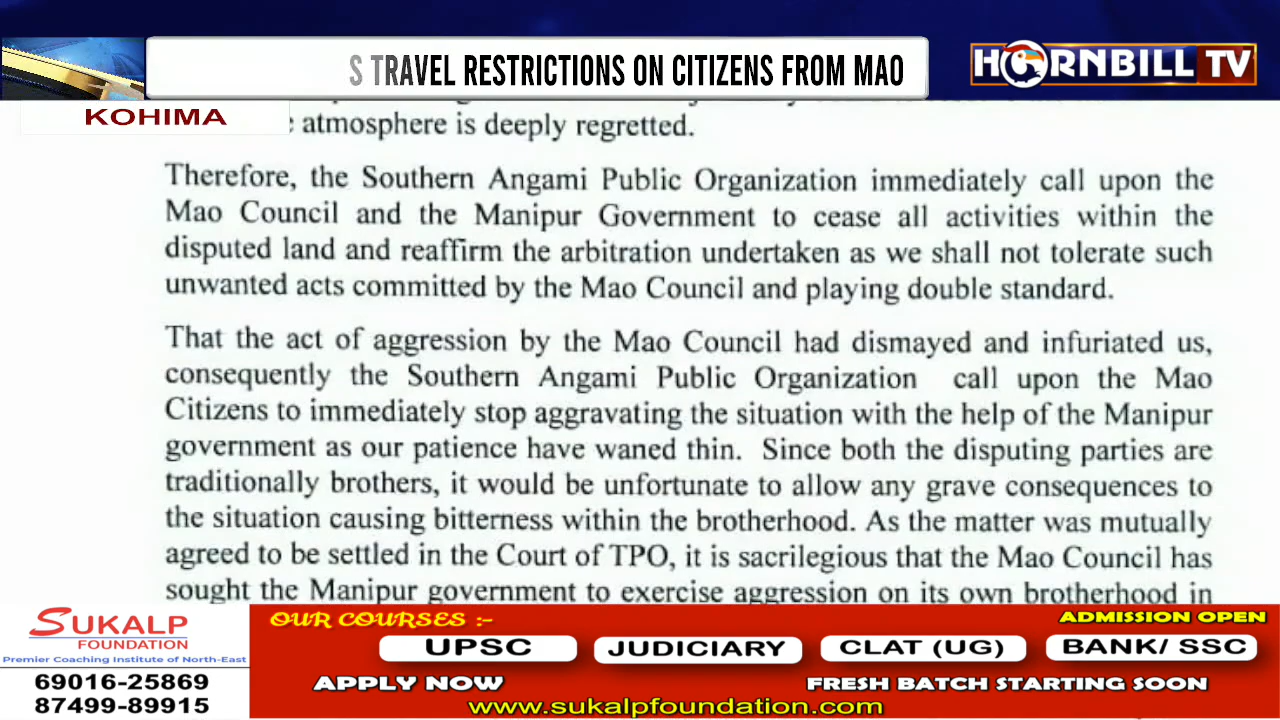 S TRAVEL RESTRICTIONS ON CITIZENS FROM MAO
HORNBILL TV
KOHIMA
atmosphere is deeply regretted.
Therefore, the Southern Angami Public Organization immediately call upon the
Mao Council and the Manipur Government to cease all activities within the
disputed land and reaffirm the arbitration undertaken as we shall not tolerate such
unwanted acts committed by the Mao Council and playing double standard.
That the act of aggression by the Mao Council had dismayed and infuriated us,
consequently the Southern Angami Public Organization call upon the Mao
Citizens to immediately stop aggravating the situation with the help of the Manipur
government as our patience have waned thin. Since both the disputing parties are
traditionally brothers, it would be unfortunate to allow any grave consequences to
the situation causing bitterness within the brotherhood. As the matter was mutually
agreed to be settled in the Court of TPO, it is sacrilegious that the Mao Council has
sought the Manipur government to exercise aggression on its own brotherhood in
SUKALP
FOUNDATION
Premier Coaching Institute of North-East
69016-25869
87499-89915
OUR COURSES :-
ADMISSION OPEN
UPSC
JUDICIARY
CLAT (UG)
BANK/ SSC
APPLY NOW
FRESH BATCH STARTING SOON
www.sukalpfoundation.com